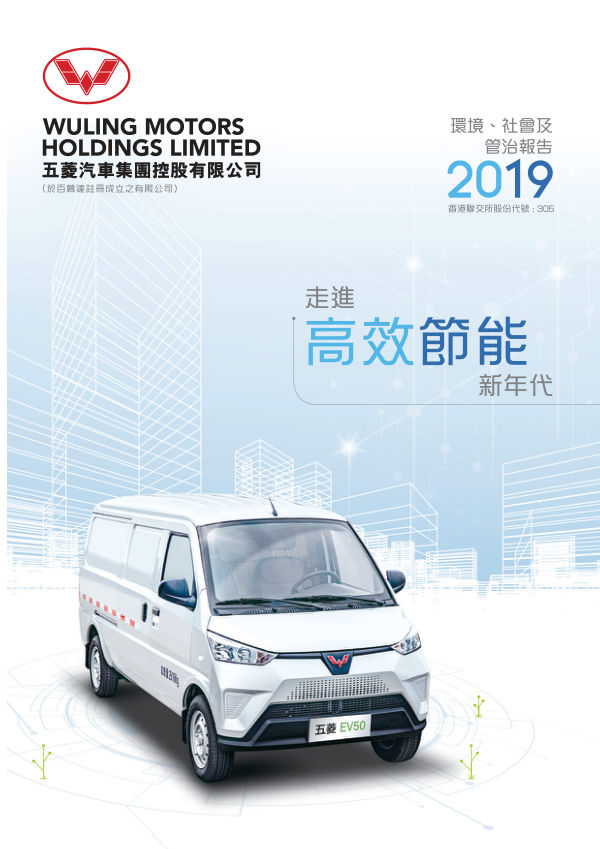 WULING MOTORS
HOLDINGS LIMITED
五菱汽車集團控股有限公司
(於百慕達註冊成立之有限公司)
環境、社會及
管治報告
2019
香港聯交所股份代號 : 305
走進
高效節能
新年代
五菱 EV50